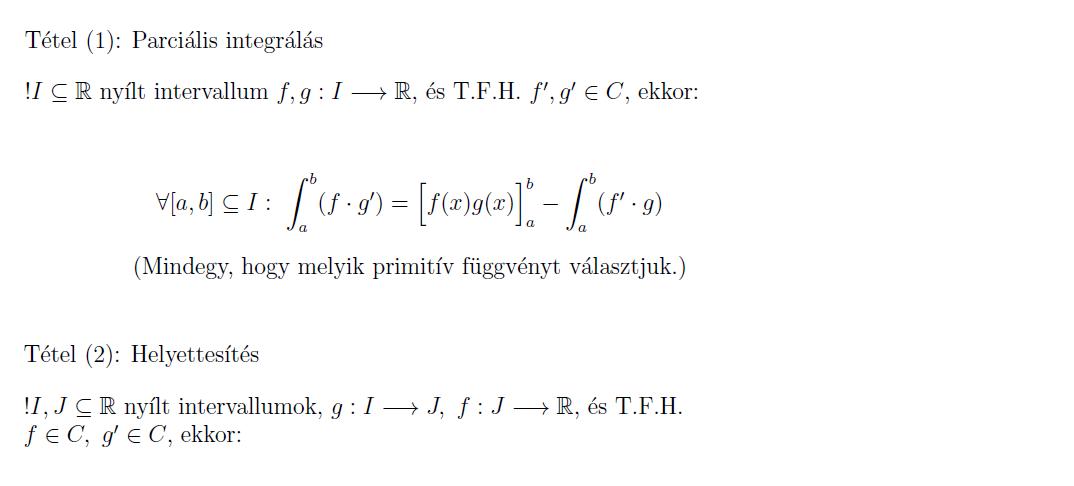 Tétel (1): Parciális integrálás
!I ⊆ ℝ nyílt intervallum f, g : I ⟶ ℝ, és T.F.H. f′, g′ ∈ C, ekkor:
∀[a, b] ⊆ I : ∫_a^b (f · g′) = [f(x)g(x)]_a^b − ∫_a^b (f′ · g)
(Mindegy, hogy melyik primitív függvényt választjuk.)
Tétel (2): Helyettesítés
!I, J ⊆ ℝ nyílt intervallumok, g : I ⟶ J, f : J ⟶ ℝ, és T.F.H.
f ∈ C, g′ ∈ C, ekkor: